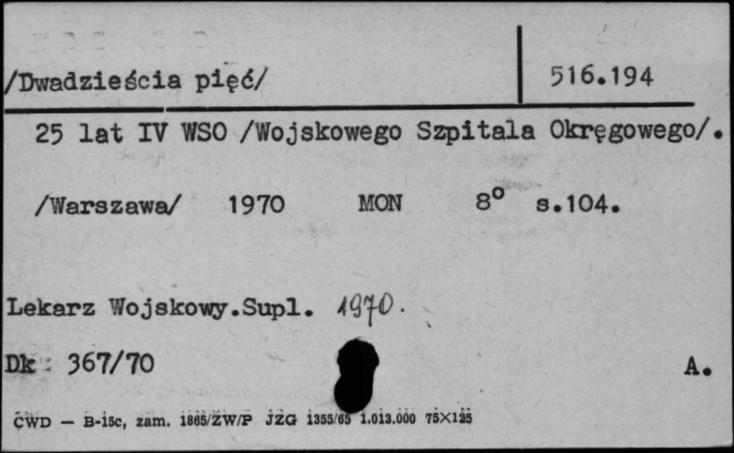 /Dwadzieścia pięć/ 516.194
25 lat IV WSO /Wojskowego Szpitala Okręgowego/.
/Warszawa/ 1970 MON 8° s.104.
Lekarz Wojskowy.Supl. 1970.
Dk : 367/70 A.
CWD — B-15c, zam. 1865/ZW/P JZG 1355/65 1.013.000 75X125